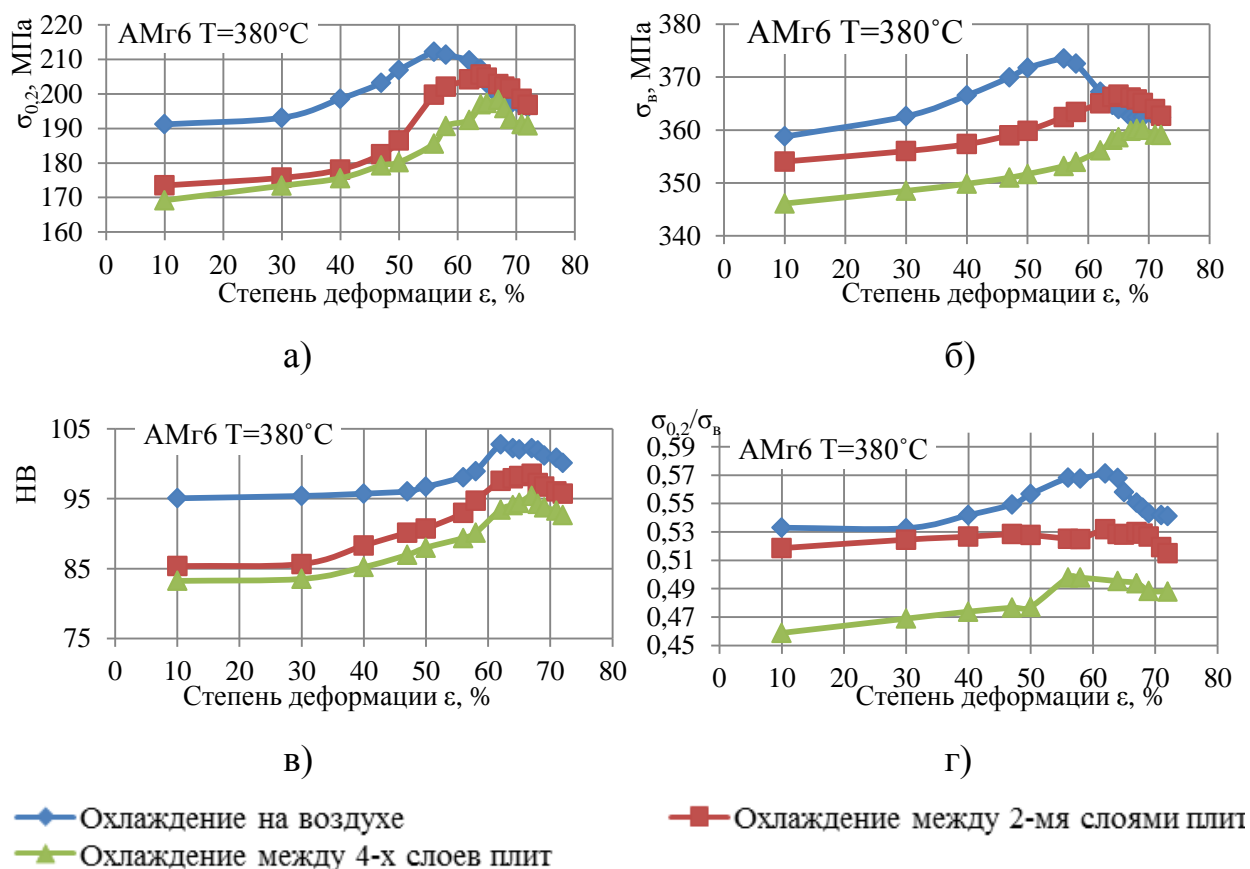 АМг6 Т=380°С
σ0,2, МПа
220
210
200
190
180
170
160
0 10 20 30 40 50 60 70 80
Степень деформации ε, %
а)
АМг6 Т=380˚С
σв, МПа
380
370
360
350
340
0 10 20 30 40 50 60 70 80
Степень деформации ε, %
б)
АМг6 Т=380˚С
НВ
105
95
85
75
0 10 20 30 40 50 60 70 80
Степень деформации ε, %
в)
σ0,2/σв
АМг6 Т=380˚С
0,59
0,57
0,55
0,53
0,51
0,49
0,47
0,45
0 10 20 30 40 50 60 70 80
Степень деформации ε, %
г)
Охлаждение на воздухе
Охлаждение между 2-мя слоями плит
Охлаждение между 4-х слоев плит